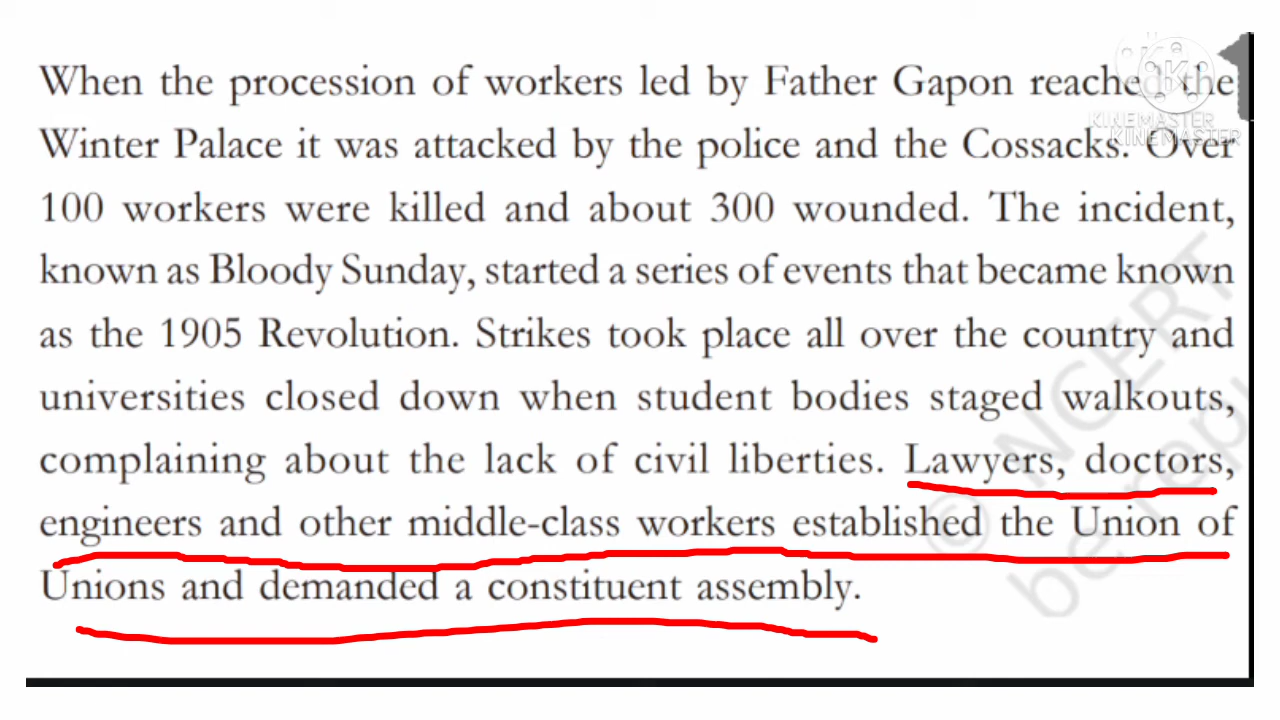 When the procession of workers led by Father Gapon reached the
Winter Palace it was attacked by the police and the Cossacks. Over
100 workers were killed and about 300 wounded. The incident,
known as Bloody Sunday, started a series of events that became known
as the 1905 Revolution. Strikes took place all over the country and
universities closed down when student bodies staged walkouts,
complaining about the lack of civil liberties. Lawyers, doctors,
engineers and other middle-class workers established the Union of
Unions and demanded a constituent assembly.
K
K
KINEMASTER
KINEMASTER
© NCERT
be repu